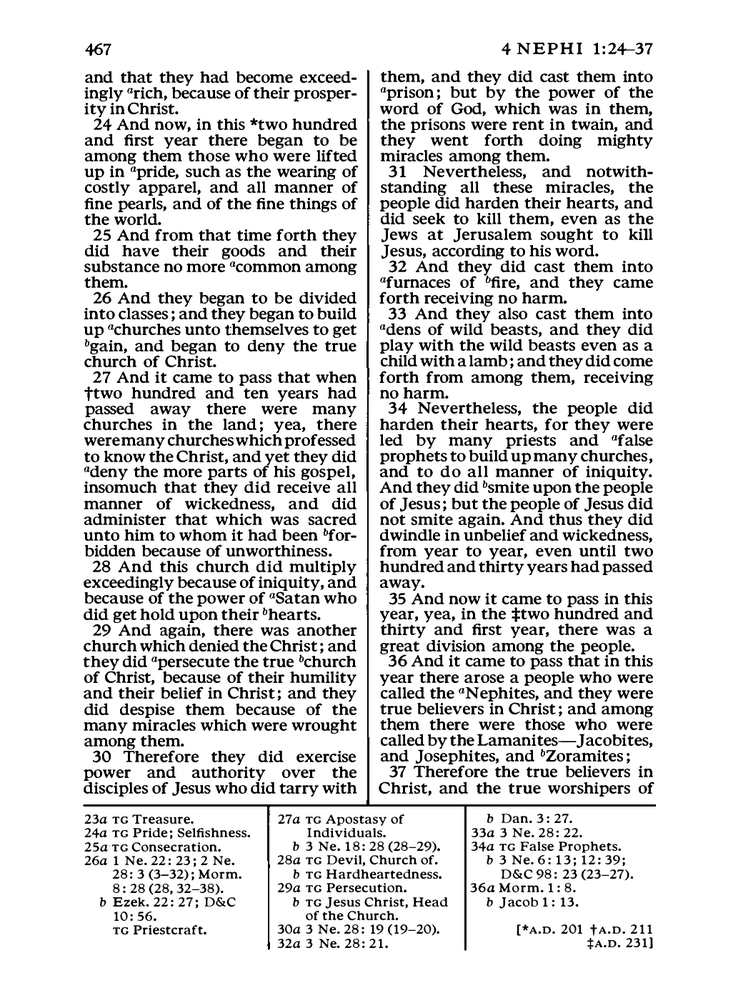 467
4 NEPHI 1:24–37
and that they had become exceed-
ingly ᵃrich, because of their prosper-
ity in Christ.
24 And now, in this *two hundred
and first year there began to be
among them those who were lifted
up in ᵃpride, such as the wearing of
costly apparel, and all manner of
fine pearls, and of the fine things of
the world.
25 And from that time forth they
did have their goods and their
substance no more ᵃcommon among
them.
26 And they began to be divided
into classes; and they began to build
up ᵃchurches unto themselves to get
ᵇgain, and began to deny the true
church of Christ.
27 And it came to pass that when
†two hundred and ten years had
passed away there were many
churches in the land; yea, there
were many churches which professed
to know the Christ, and yet they did
ᵃdeny the more parts of his gospel,
insomuch that they did receive all
manner of wickedness, and did
administer that which was sacred
unto him to whom it had been ᵇfor-
bidden because of unworthiness.
28 And this church did multiply
exceedingly because of iniquity, and
because of the power of ᵃSatan who
did get hold upon their ᵇhearts.
29 And again, there was another
church which denied the Christ; and
they did ᵃpersecute the true ᵇchurch
of Christ, because of their humility
and their belief in Christ; and they
did despise them because of the
many miracles which were wrought
among them.
30 Therefore they did exercise
power and authority over the
disciples of Jesus who did tarry with
them, and they did cast them into
ᵃprison; but by the power of the
word of God, which was in them,
the prisons were rent in twain, and
they went forth doing mighty
miracles among them.
31 Nevertheless, and notwith-
standing all these miracles, the
people did harden their hearts, and
did seek to kill them, even as the
Jews at Jerusalem sought to kill
Jesus, according to his word.
32 And they did cast them into
ᵃfurnaces of ᵇfire, and they came
forth receiving no harm.
33 And they also cast them into
ᵃdens of wild beasts, and they did
play with the wild beasts even as a
child with a lamb; and they did come
forth from among them, receiving
no harm.
34 Nevertheless, the people did
harden their hearts, for they were
led by many priests and ᵃfalse
prophets to build up many churches,
and to do all manner of iniquity.
And they did ᵇsmite upon the people
of Jesus; but the people of Jesus did
not smite again. And thus they did
dwindle in unbelief and wickedness,
from year to year, even until two
hundred and thirty years had passed
away.
35 And now it came to pass in this
year, yea, in the ‡two hundred and
thirty and first year, there was a
great division among the people.
36 And it came to pass that in this
year there arose a people who were
called the ᵃNephites, and they were
true believers in Christ; and among
them there were those who were
called by the Lamanites—Jacobites,
and Josephites, and ᵇZoramites;
37 Therefore the true believers in
Christ, and the true worshipers of
23a TG Treasure.
24a TG Pride; Selfishness.
25a TG Consecration.
26a 1 Ne. 22: 23; 2 Ne.
28: 3 (3–32); Morm.
8: 28 (28, 32–38).
b Ezek. 22: 27; D&C
10: 56.
TG Priestcraft.
27a TG Apostasy of
Individuals.
b 3 Ne. 18: 28 (28–29).
28a TG Devil, Church of.
b TG Hardheartedness.
29a TG Persecution.
b TG Jesus Christ, Head
of the Church.
30a 3 Ne. 28: 19 (19–20).
32a 3 Ne. 28: 21.
b Dan. 3: 27.
33a 3 Ne. 28: 22.
34a TG False Prophets.
b 3 Ne. 6: 13; 12: 39;
D&C 98: 23 (23–27).
36a Morm. 1: 8.
b Jacob 1: 13.
[*A.D. 201 †A.D. 211
‡A.D. 231]